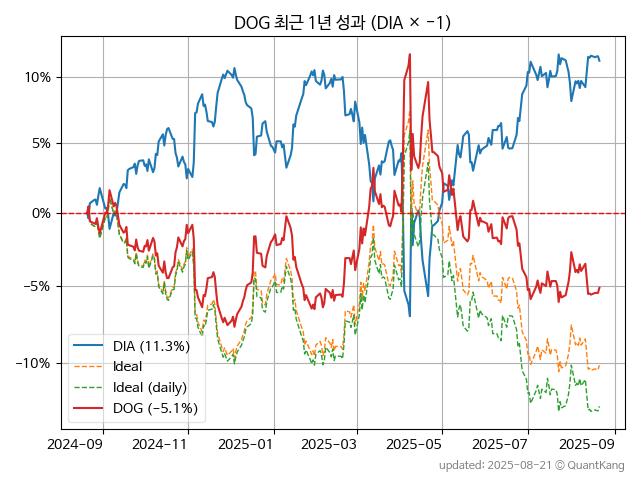 DOG 최근 1년 성과 (DIA × −1)
10%
5%
0%
−5%
−10%
DIA (11.3%)
Ideal
Ideal (daily)
DOG (−5.1%)
2024-09 2024-11 2025-01 2025-03 2025-05 2025-07 2025-09
updated: 2025-08-21 © QuantKang